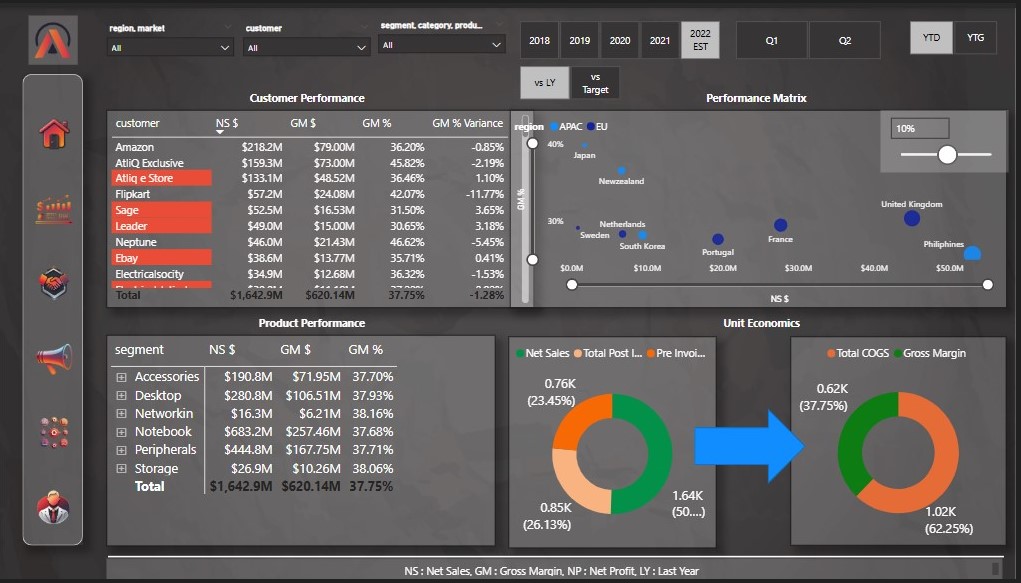 region, market
customer
segment, category, produ...
All
All
All
2018
2019
2020
2021
2022
EST
Q1
Q2
YTD
YTG
vs LY
vs
Target
Customer Performance
customer NS $ GM $ GM % GM % Variance
Amazon $218.2M $79.00M 36.20% -0.85%
AtliQ Exclusive $159.3M $73.00M 45.82% -2.19%
Atliq e Store $133.1M $48.52M 36.46% 1.10%
Flipkart $57.2M $24.08M 42.07% -11.77%
Sage $52.5M $16.53M 31.50% 3.65%
Leader $49.0M $15.00M 30.65% 3.18%
Neptune $46.0M $21.43M 46.62% -5.45%
Ebay $38.6M $13.77M 35.71% 0.41%
Electricalsocity $34.9M $12.68M 36.32% -1.53%
Total $1,642.9M $620.14M 37.75% -1.28%
Performance Matrix
region APAC EU
10%
GM %
40%
30%
Japan
Newzealand
United Kingdom
Netherlands
Sweden
South Korea
Portugal
France
Philiphines
$0.0M $10.0M $20.0M $30.0M $40.0M $50.0M
NS $
Product Performance
segment NS $ GM $ GM %
Accessories $190.8M $71.95M 37.70%
Desktop $280.8M $106.51M 37.93%
Networkin $16.3M $6.21M 38.16%
Notebook $683.2M $257.46M 37.68%
Peripherals $444.8M $167.75M 37.71%
Storage $26.9M $10.26M 38.06%
Total $1,642.9M $620.14M 37.75%
Unit Economics
Net Sales Total Post I... Pre Invoi...
0.76K
(23.45%)
0.85K
(26.13%)
1.64K
(50....)
Total COGS Gross Margin
0.62K
(37.75%)
1.02K
(62.25%)
NS : Net Sales, GM : Gross Margin, NP : Net Profit, LY : Last Year